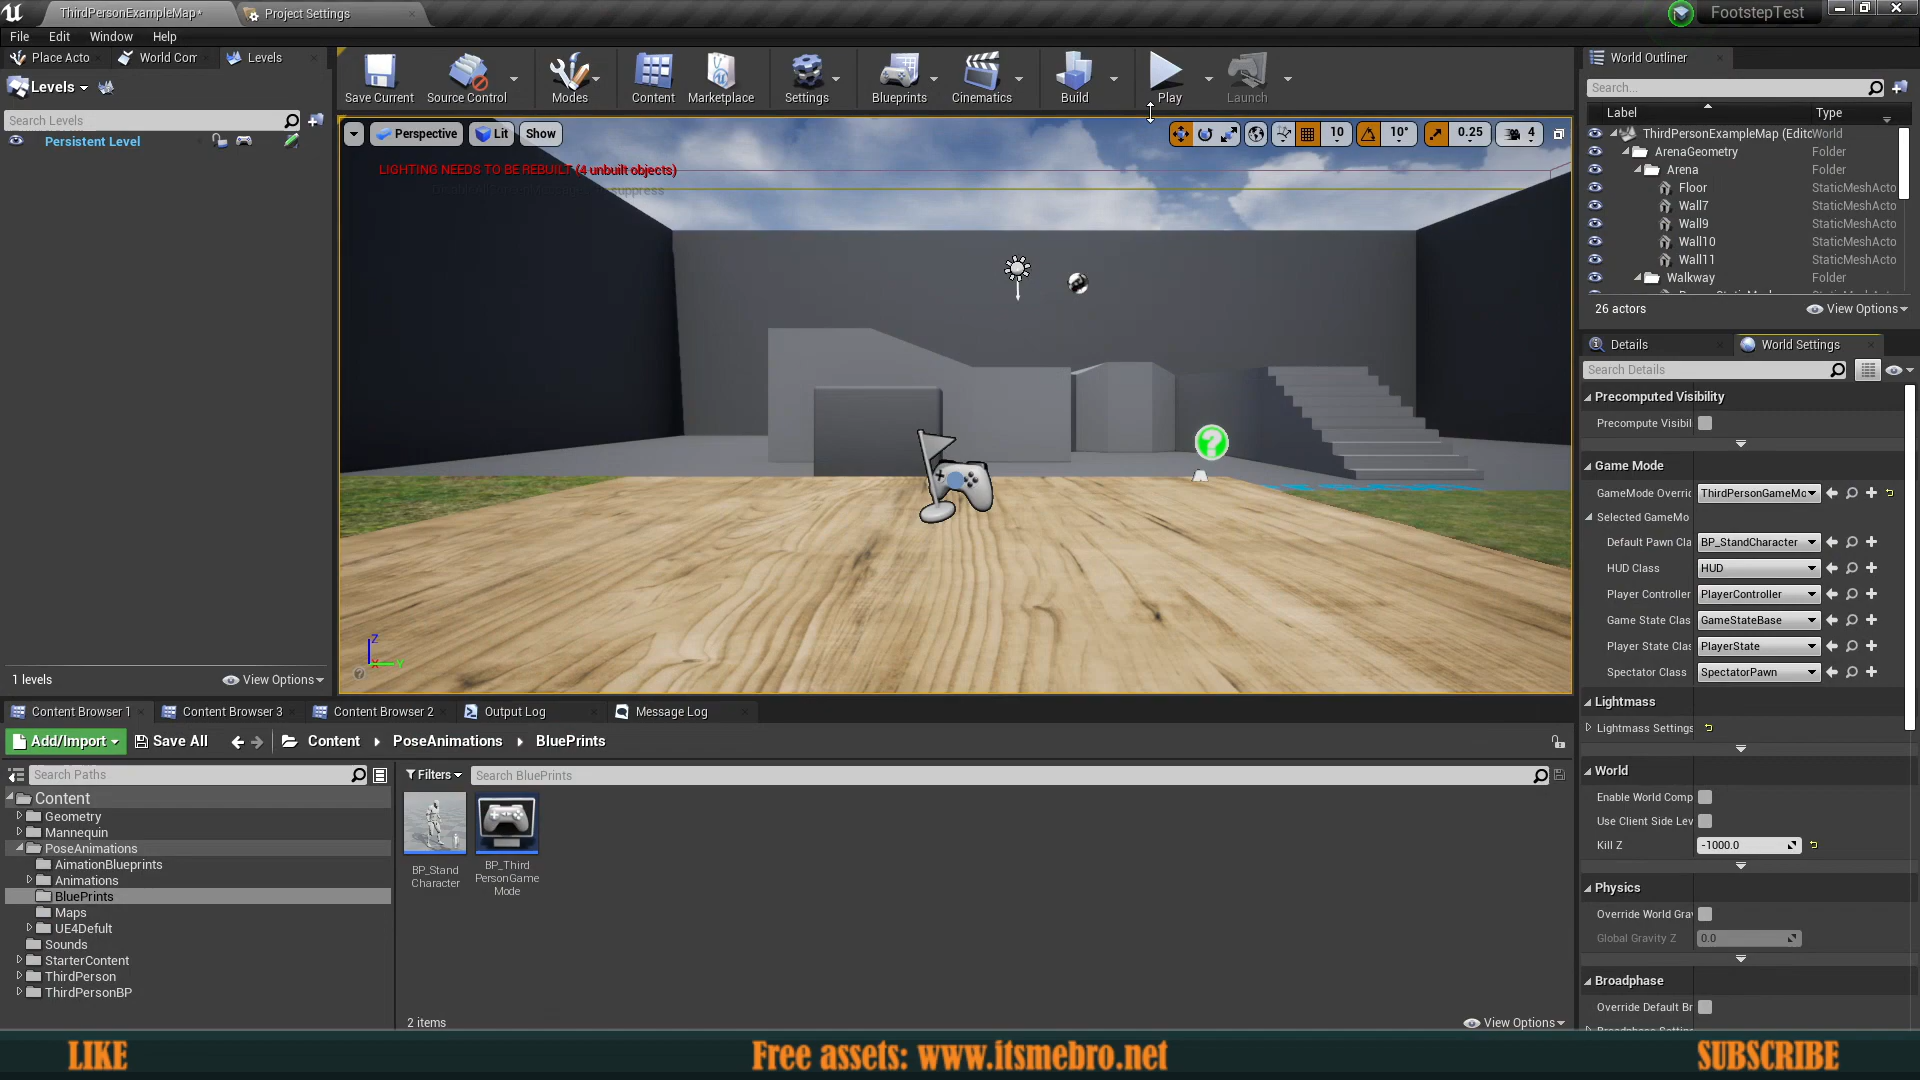 ThirdPersonExampleMap*
Project Settings
FootstepTest
File Edit Window Help
Place Acto
World Com
Levels
Levels
Search Levels
Persistent Level
1 levels
View Options
Save Current
Source Control
Modes
Content
Marketplace
Settings
Blueprints
Cinematics
Build
Play
Launch
Perspective
Lit
Show
10
10°
0.25
4
LIGHTING NEEDS TO BE REBUILT (4 unbuilt objects)
World Outliner
Search...
Label Type
ThirdPersonExampleMap (Editc World
ArenaGeometry Folder
Arena Folder
Floor StaticMeshActo
Wall7 StaticMeshActo
Wall9 StaticMeshActo
Wall10 StaticMeshActo
Wall11 StaticMeshActo
Walkway Folder
26 actors
View Options
Details
World Settings
Search Details
Precomputed Visibility
Precompute Visibil
Game Mode
GameMode Overric ThirdPersonGameMc
Selected GameMo
Default Pawn Cla BP_StandCharacter
HUD Class HUD
Player Controller PlayerController
Game State Clas GameStateBase
Player State Clas PlayerState
Spectator Class SpectatorPawn
Lightmass
Lightmass Settings
World
Enable World Comp
Use Client Side Lev
Kill Z -1000.0
Physics
Override World Gra
Global Gravity Z 0.0
Broadphase
Override Default Br
Z
X
Y
Content Browser 1
Content Browser 3
Content Browser 2
Output Log
Message Log
Add/Import
Save All
Content
PoseAnimations
BluePrints
Search Paths
Filters
Search BluePrints
Content
Geometry
Mannequin
PoseAnimations
AimationBlueprints
Animations
BluePrints
Maps
UE4Defult
Sounds
StarterContent
ThirdPerson
ThirdPersonBP
BP_Stand
Character
BP_Third
PersonGame
Mode
2 items
View Options
LIKE
Free assets: www.itsmebro.net
SUBSCRIBE